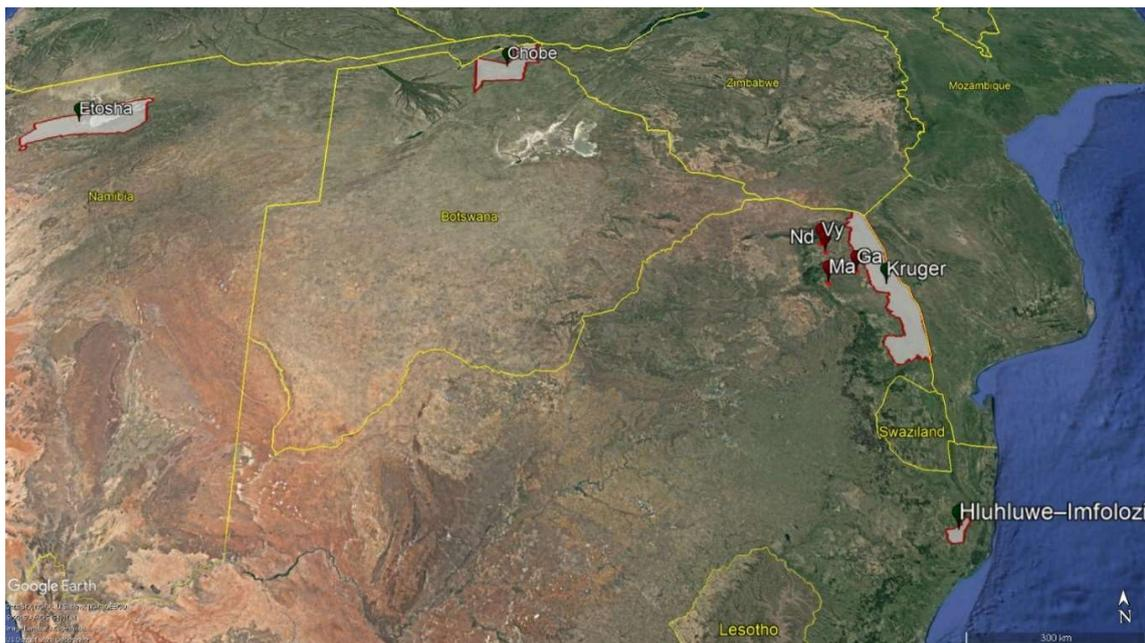 Chobe
Zimbabwe
Mozambique
Etosha
Namibia
Botswana
Nd
Vy
Ma
Ga
Kruger
Swaziland
Hluhluwe–Imfolozi
Lesotho
Google Earth
N
300 km